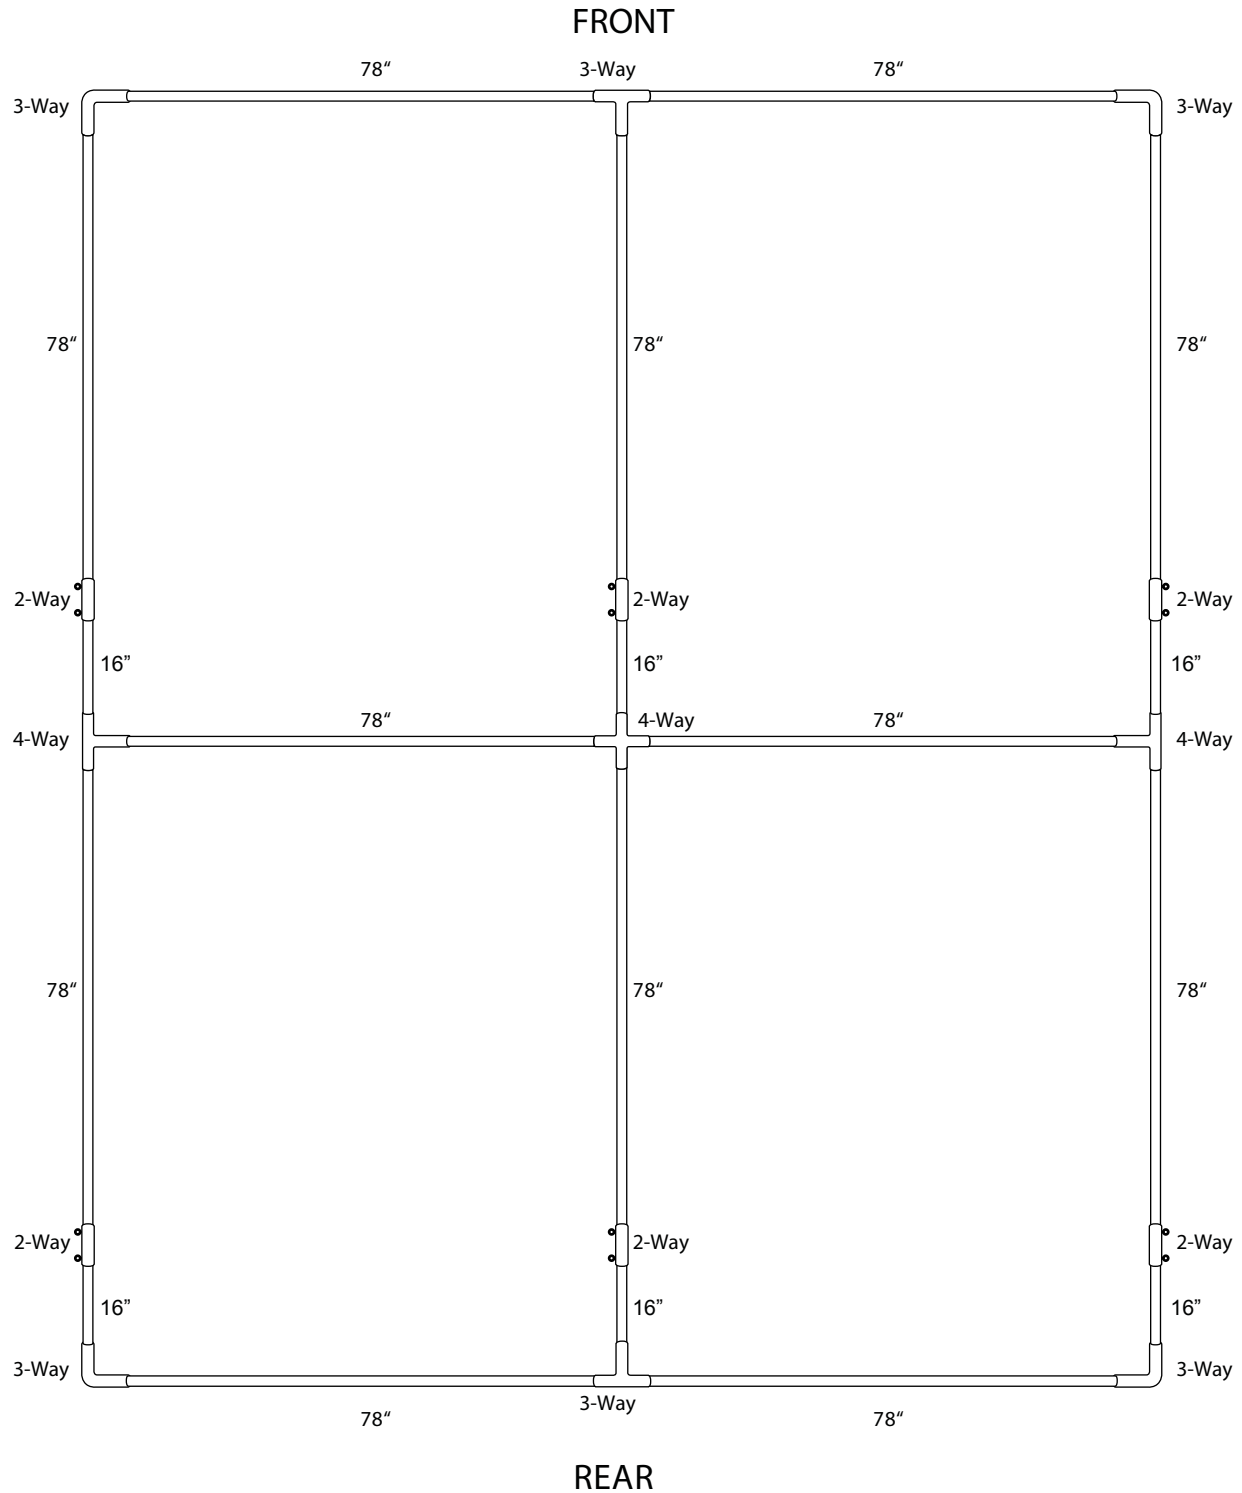 FRONT
78“ 3-Way 78“
3-Way 3-Way
78“ 78“ 78“
2-Way 2-Way 2-Way
16” 16” 16”
78“ 4-Way 78“
4-Way 4-Way
78“ 78“ 78“
2-Way 2-Way 2-Way
16” 16” 16”
3-Way 3-Way
3-Way
78“ 78“
REAR